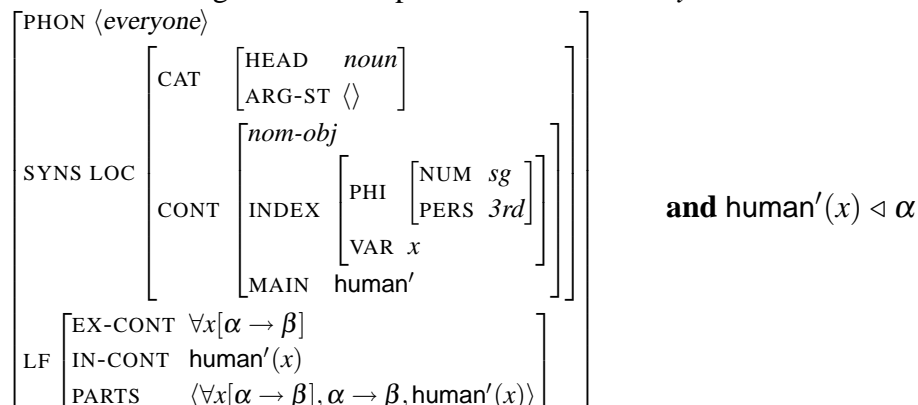 PHON ⟨everyone⟩
SYNS LOC
CAT
HEAD noun
ARG-ST ⟨⟩
CONT
nom-obj
INDEX
PHI
NUM sg
PERS 3rd
VAR x
MAIN human′
and human′(x) ◁ α
LF
EX-CONT ∀x[α → β]
IN-CONT human′(x)
PARTS ⟨∀x[α → β], α → β, human′(x)⟩